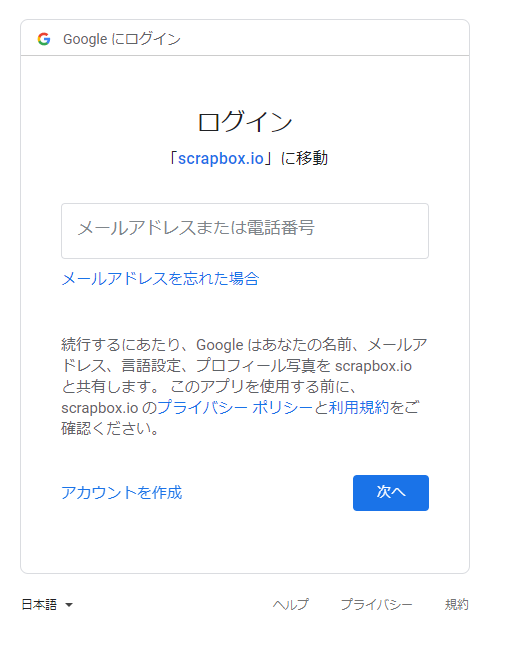 Google にログイン
ログイン
「scrapbox.io」に移動
メールアドレスまたは電話番号
メールアドレスを忘れた場合
続行するにあたり、Google はあなたの名前、メールア
ドレス、言語設定、プロフィール写真を scrapbox.io
と共有します。 このアプリを使用する前に、
scrapbox.io のプライバシー ポリシーと利用規約をご
確認ください。
アカウントを作成
次へ
日本語
ヘルプ
プライバシー
規約